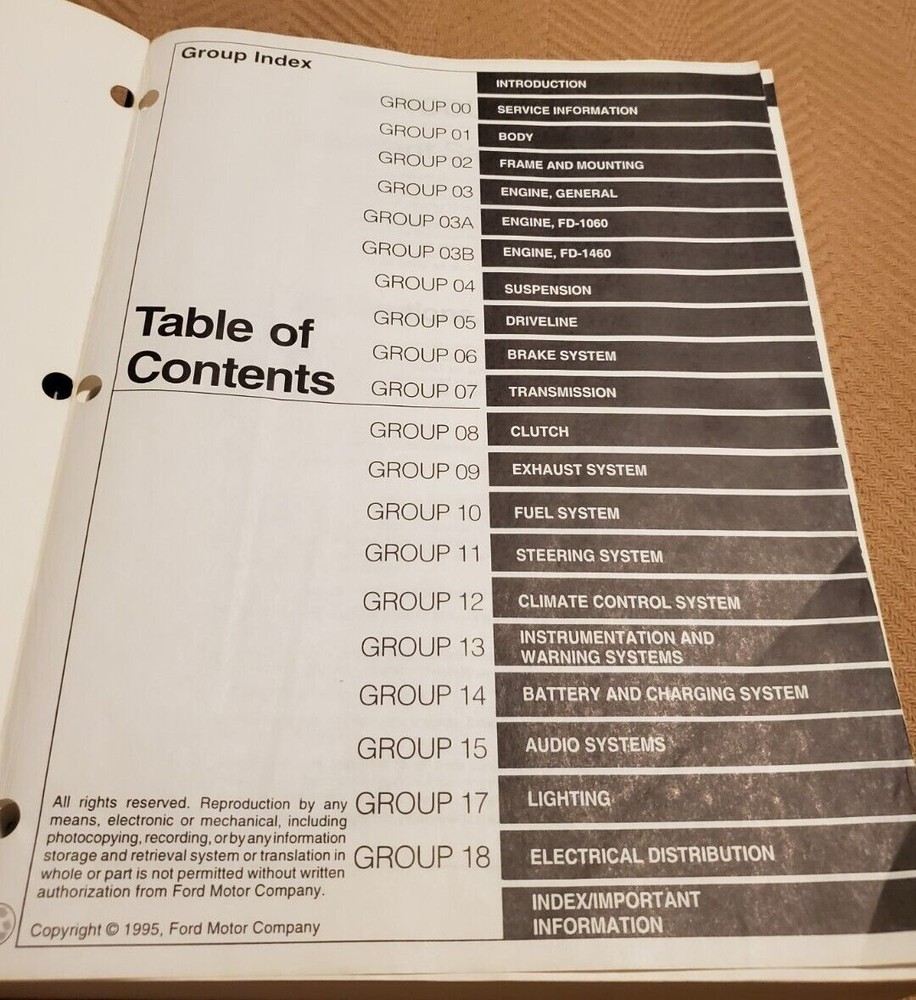 Group Index
INTRODUCTION
GROUP 00 SERVICE INFORMATION
GROUP 01 BODY
GROUP 02 FRAME AND MOUNTING
GROUP 03 ENGINE, GENERAL
GROUP 03A ENGINE, FD-1060
GROUP 03B ENGINE, FD-1460
GROUP 04 SUSPENSION
GROUP 05 DRIVELINE
GROUP 06 BRAKE SYSTEM
GROUP 07 TRANSMISSION
GROUP 08 CLUTCH
GROUP 09 EXHAUST SYSTEM
GROUP 10 FUEL SYSTEM
GROUP 11 STEERING SYSTEM
GROUP 12 CLIMATE CONTROL SYSTEM
GROUP 13 INSTRUMENTATION AND
WARNING SYSTEMS
GROUP 14 BATTERY AND CHARGING SYSTEM
GROUP 15 AUDIO SYSTEMS
GROUP 17 LIGHTING
GROUP 18 ELECTRICAL DISTRIBUTION
INDEX/IMPORTANT
INFORMATION
Table of
Contents
All rights reserved. Reproduction by any
means, electronic or mechanical, including
photocopying, recording, or by any information
storage and retrieval system or translation in
whole or part is not permitted without written
authorization from Ford Motor Company.
Copyright © 1995, Ford Motor Company